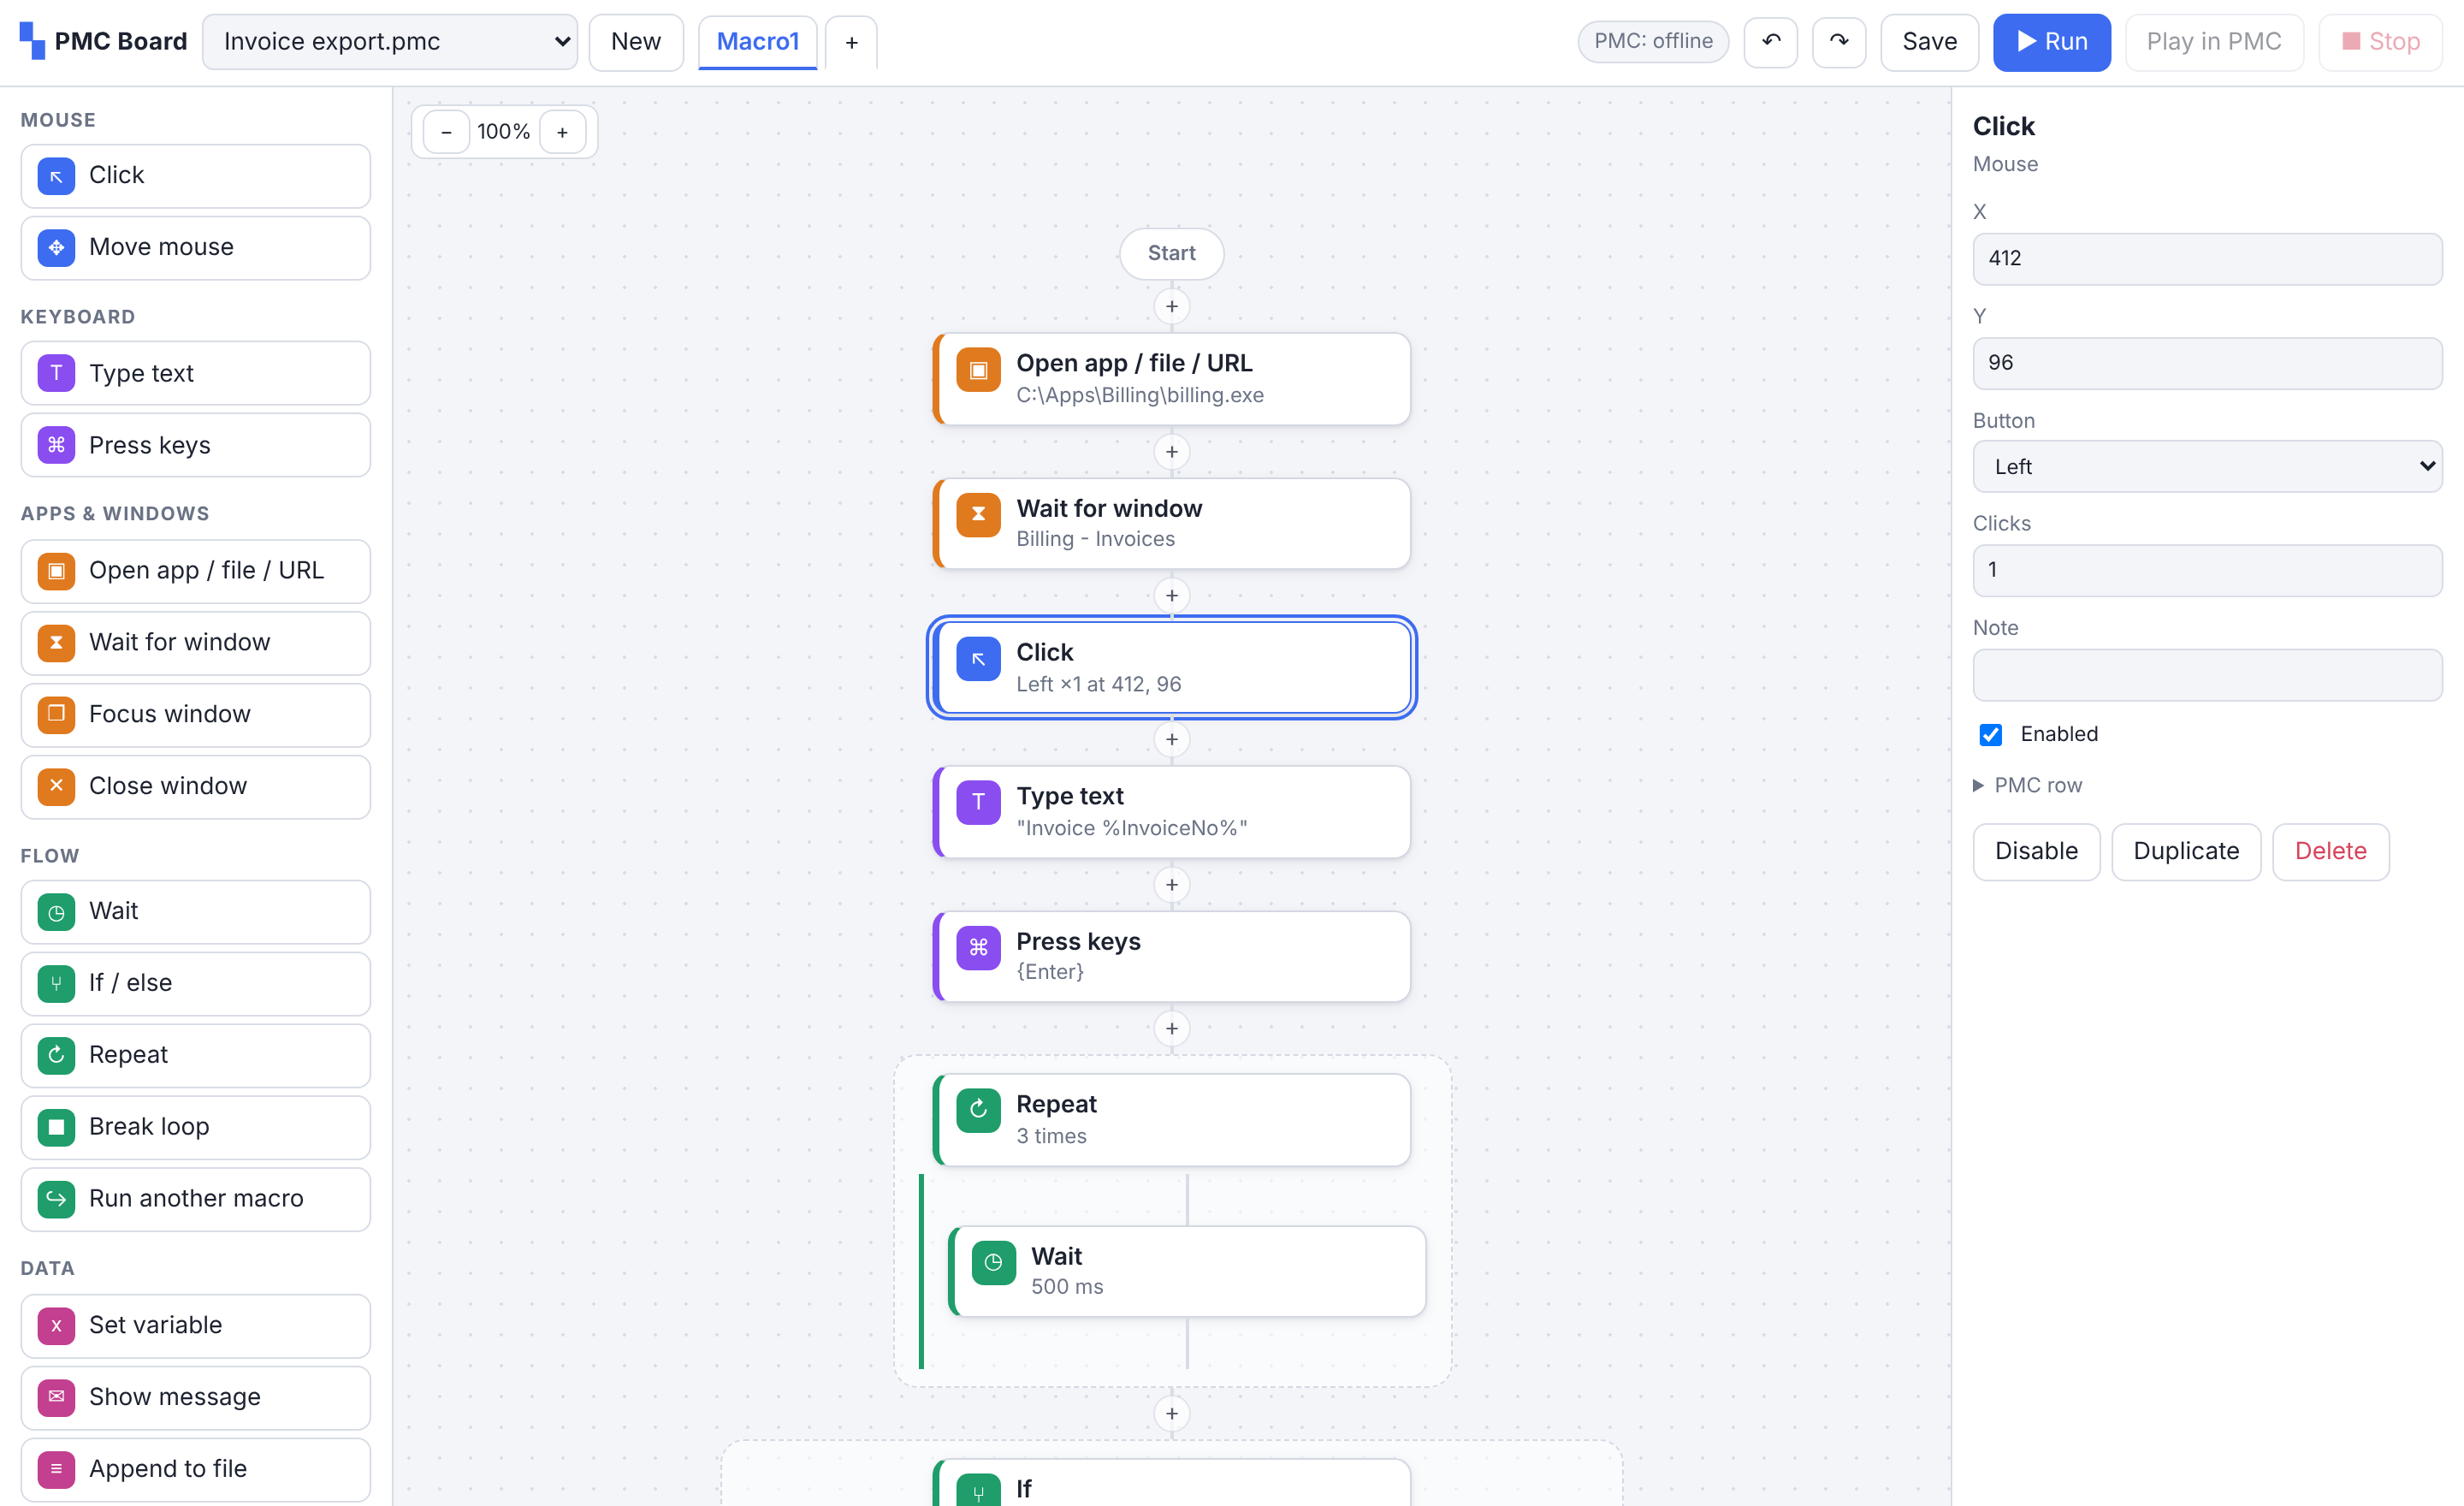 PMC Board
Invoice export.pmc
New
Macro1
+
PMC: offline
↶
↷
Save
▶ Run
Play in PMC
■ Stop
MOUSE
Click
Move mouse
KEYBOARD
T Type text
⌘ Press keys
APPS & WINDOWS
Open app / file / URL
Wait for window
Focus window
Close window
FLOW
Wait
If / else
Repeat
Break loop
Run another macro
DATA
x Set variable
Show message
Append to file
− 100% +
Start
+
Open app / file / URL
C:\Apps\Billing\billing.exe
+
Wait for window
Billing - Invoices
+
Click
Left ×1 at 412, 96
+
T Type text
"Invoice %InvoiceNo%"
+
⌘ Press keys
{Enter}
+
Repeat
3 times
Wait
500 ms
+
If
Click
Mouse
X
412
Y
96
Button
Left
Clicks
1
Note
Enabled
▶ PMC row
Disable
Duplicate
Delete